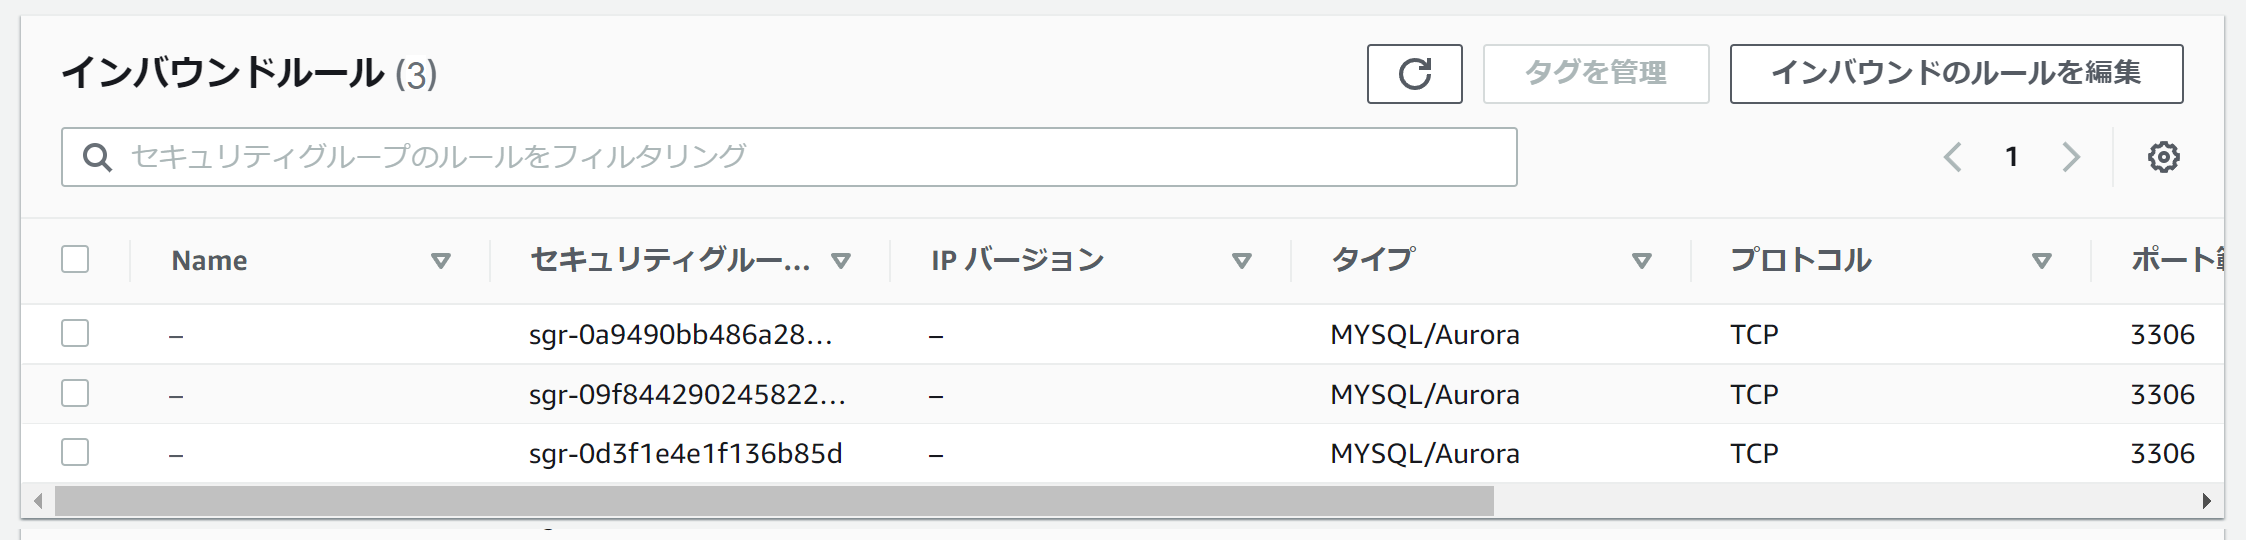 インバウンドルール (3)
タグを管理
インバウンドのルールを編集
セキュリティグループのルールをフィルタリング
1
Name セキュリティグルー... IP バージョン タイプ プロトコル ポート
– sgr-0a9490bb486a28... – MYSQL/Aurora TCP 3306
– sgr-09f844290245822... – MYSQL/Aurora TCP 3306
– sgr-0d3f1e4e1f136b85d – MYSQL/Aurora TCP 3306